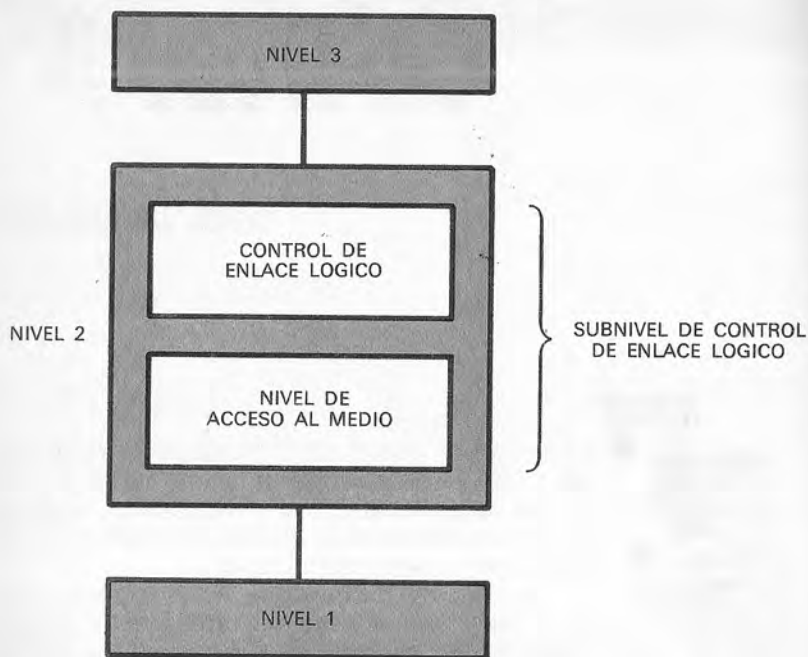 NIVEL 3
CONTROL DE
ENLACE LOGICO
NIVEL 2
SUBNIVEL DE CONTROL
DE ENLACE LOGICO
NIVEL DE
ACCESO AL MEDIO
NIVEL 1